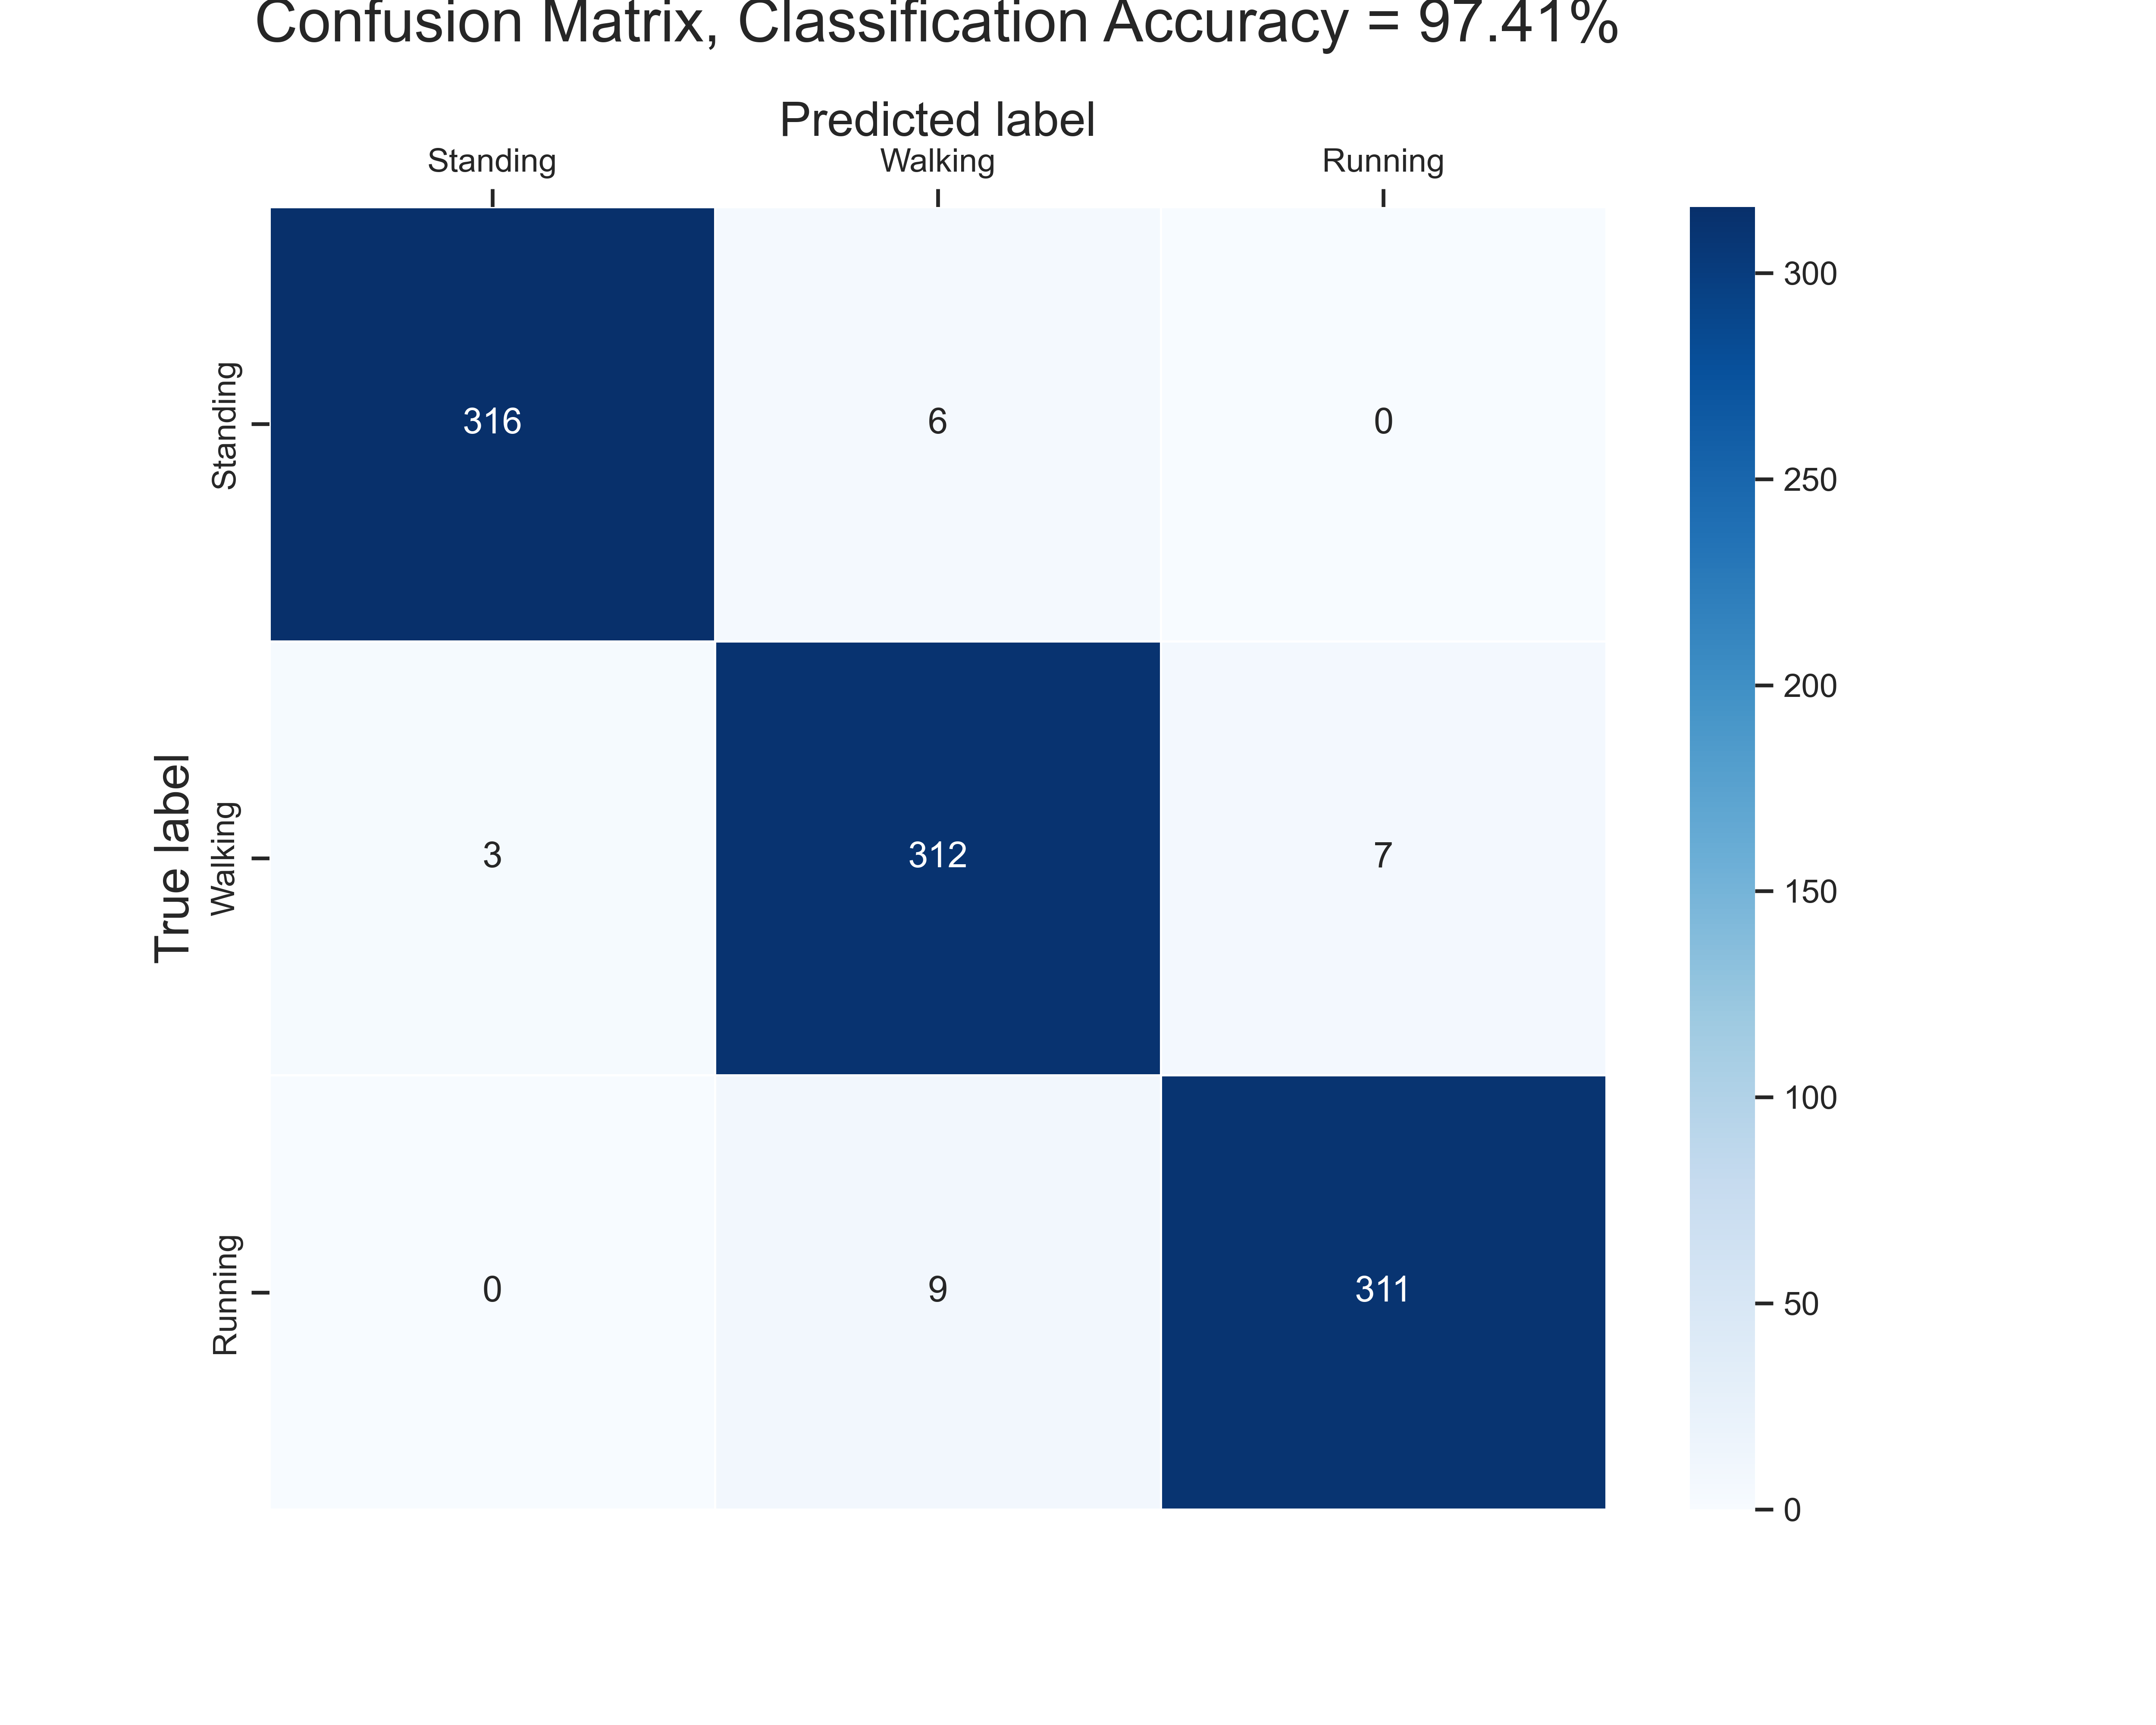 Confusion Matrix, Classification Accuracy = 97.41%
Predicted label
Standing Walking Running
True label
Standing 316 6 0
Walking 3 312 7
Running 0 9 311
300
250
200
150
100
50
0